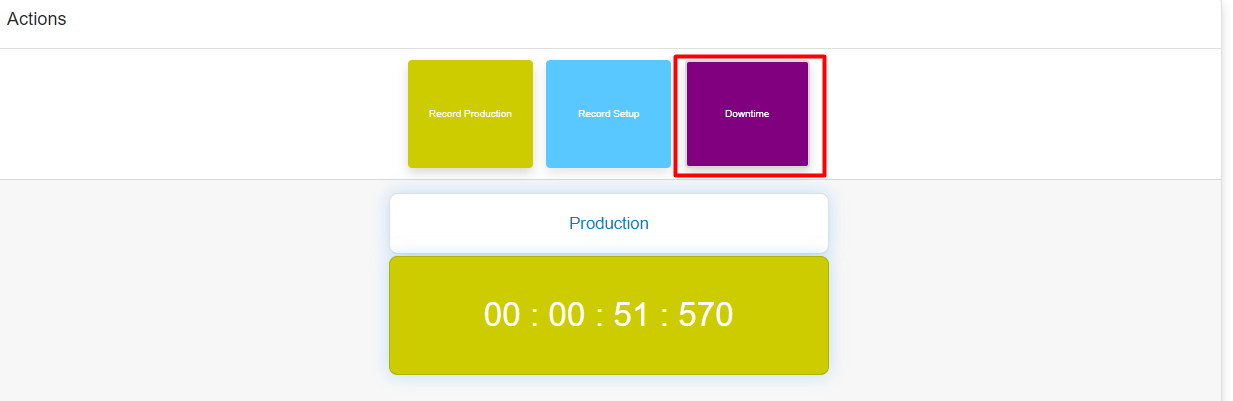 Actions
Record Production Record Setup Downtime
Production
00 : 00 : 51 : 570